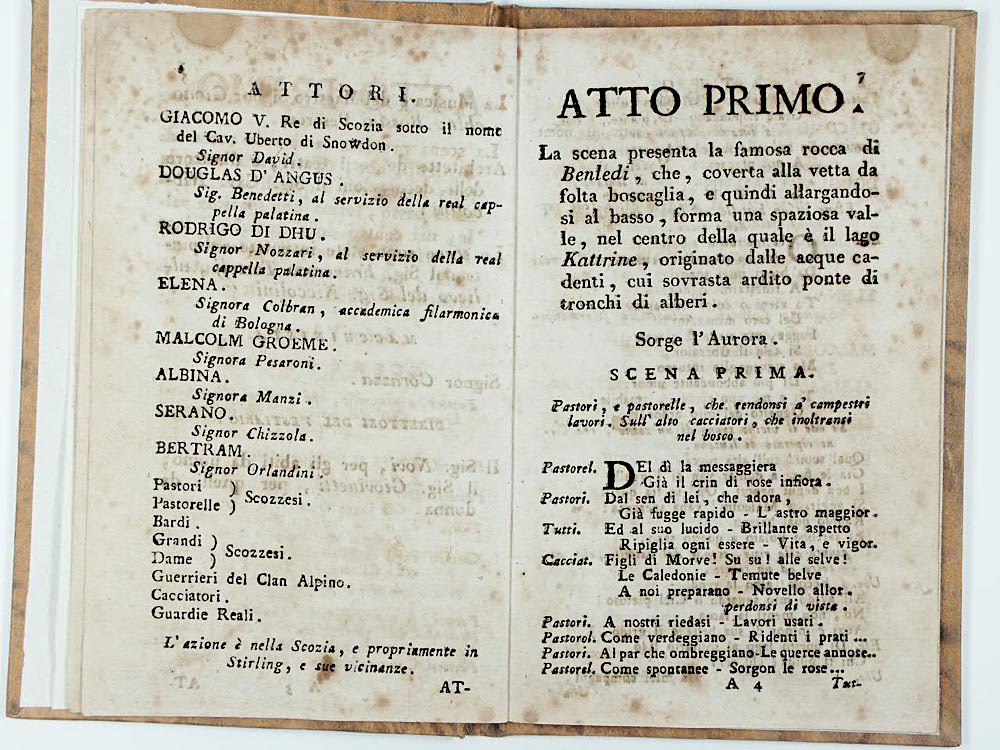 ATTORI.
GIACOMO V. Re di Scozia sotto il nome
del Cav. Uberto di Snowdon.
Signor David.
DOUGLAS D' ANGUS.
Sig. Benedetti, al servizio della real cap-
pella palatina.
RODRIGO DI DHU.
Signor Nozzari, al servizio della real
cappella palatina.
ELENA.
Signora Colbran, accademica filarmonica
di Bologna.
MALCOLM GROEME.
Signora Pesaroni.
ALBINA.
Signora Manzi.
SERANO.
Signor Chizzola.
BERTRAM.
Signor Orlandini.
Pastori )
Pastorelle ) Scozzesi.
Bardi.
Grandi )
Dame ) Scozzesi.
Guerrieri del Clan Alpino.
Cacciatori.
Guardie Reali.
L'azione è nella Scozia, e propriamente in
Stirling, e sue vicinanze.
AT-
7
ATTO PRIMO.
La scena presenta la famosa rocca di
Benledi, che, coverta alla vetta da
folta boscaglia, e quindi allargando-
si al basso, forma una spaziosa val-
le, nel centro della quale è il lago
Kattrine, originato dalle acque ca-
denti, cui sovrasta ardito ponte di
tronchi di alberi.
Sorge l'Aurora.
SCENA PRIMA.
Pastori, e pastorelle, che rendonsi a' campestri
lavori. Sull' alto cacciatori, che inoltransi
nel bosco.
Pastorel. DEl dì la messaggiera
Già il crin di rose infiora.
Pastori. Dal sen di lei, che adora,
Già fugge rapido - L'astro maggior.
Tutti. Ed al suo lucido - Brillante aspetto
Ripiglia ogni essere - Vita, e vigor.
Cacciat. Figli di Morve! Su su! alle selve!
Le Caledonie - Temute belve
A noi preparano - Novello allor.
perdonsi di vista.
Pastori. A nostri riedasi - Lavori usati.
Pastorol. Come verdeggiano - Ridenti i prati...
Pastori. Al par che ombreggiano-Le querce annose..
Pastorel. Come spontanee - Sorgon le rose...
A 4 Tut-